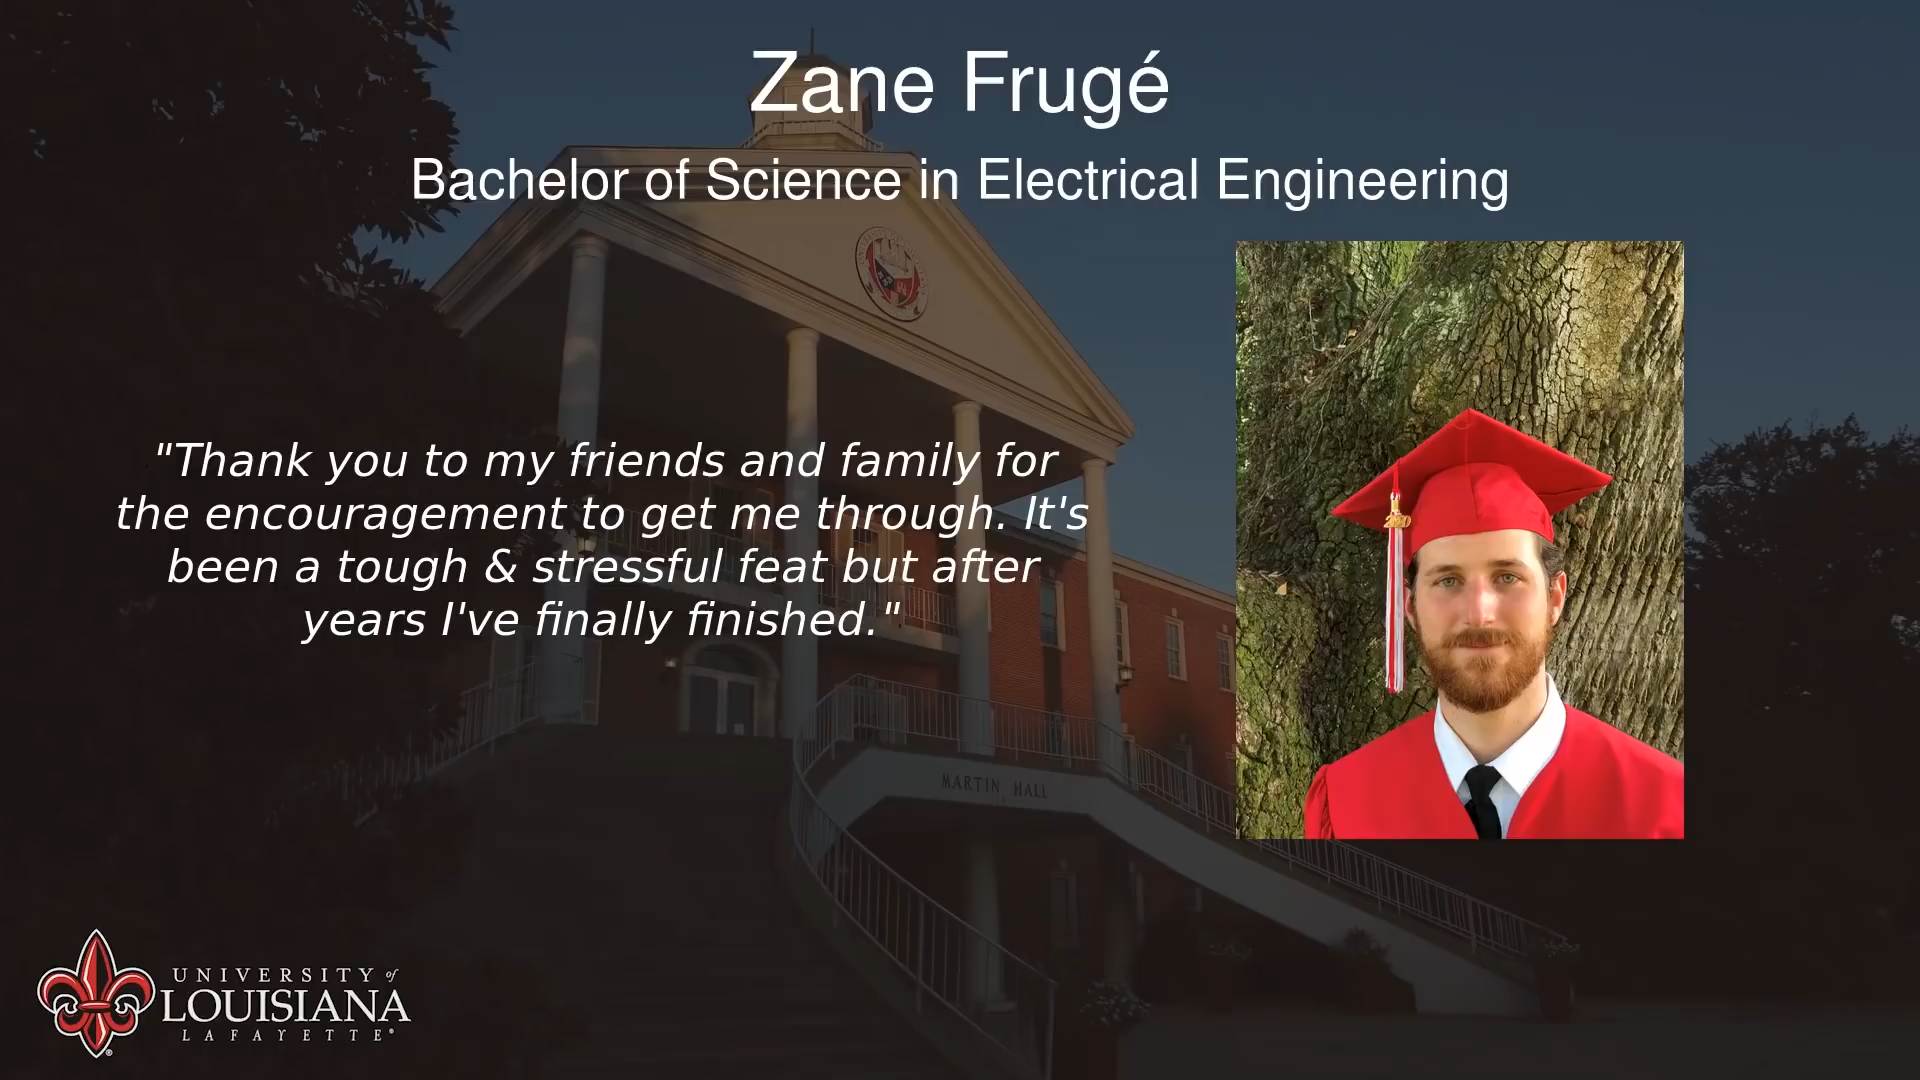 Zane Frugé
Bachelor of Science in Electrical Engineering
"Thank you to my friends and family for
the encouragement to get me through. It's
been a tough & stressful feat but after
years I've finally finished."
MARTIN HALL
UNIVERSITY of
LOUISIANA
LAFAYETTE®
®